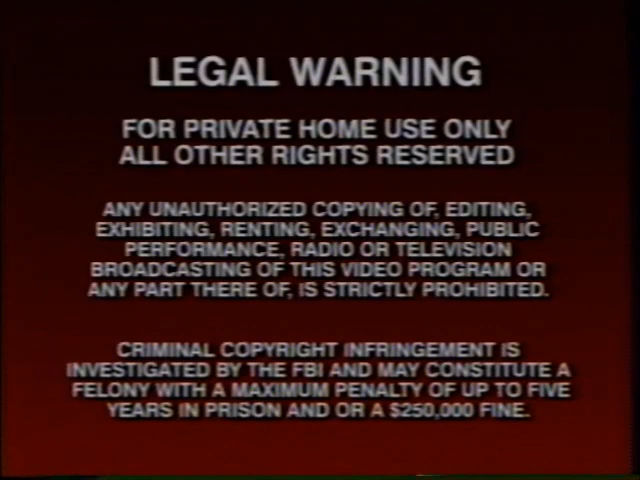 LEGAL WARNING
FOR PRIVATE HOME USE ONLY
ALL OTHER RIGHTS RESERVED
ANY UNAUTHORIZED COPYING OF, EDITING,
EXHIBITING, RENTING, EXCHANGING, PUBLIC
PERFORMANCE, RADIO OR TELEVISION
BROADCASTING OF THIS VIDEO PROGRAM OR
ANY PART THERE OF, IS STRICTLY PROHIBITED.
CRIMINAL COPYRIGHT INFRINGEMENT IS
INVESTIGATED BY THE FBI AND MAY CONSTITUTE A
FELONY WITH A MAXIMUM PENALTY OF UP TO FIVE
YEARS IN PRISON AND OR A $250,000 FINE.